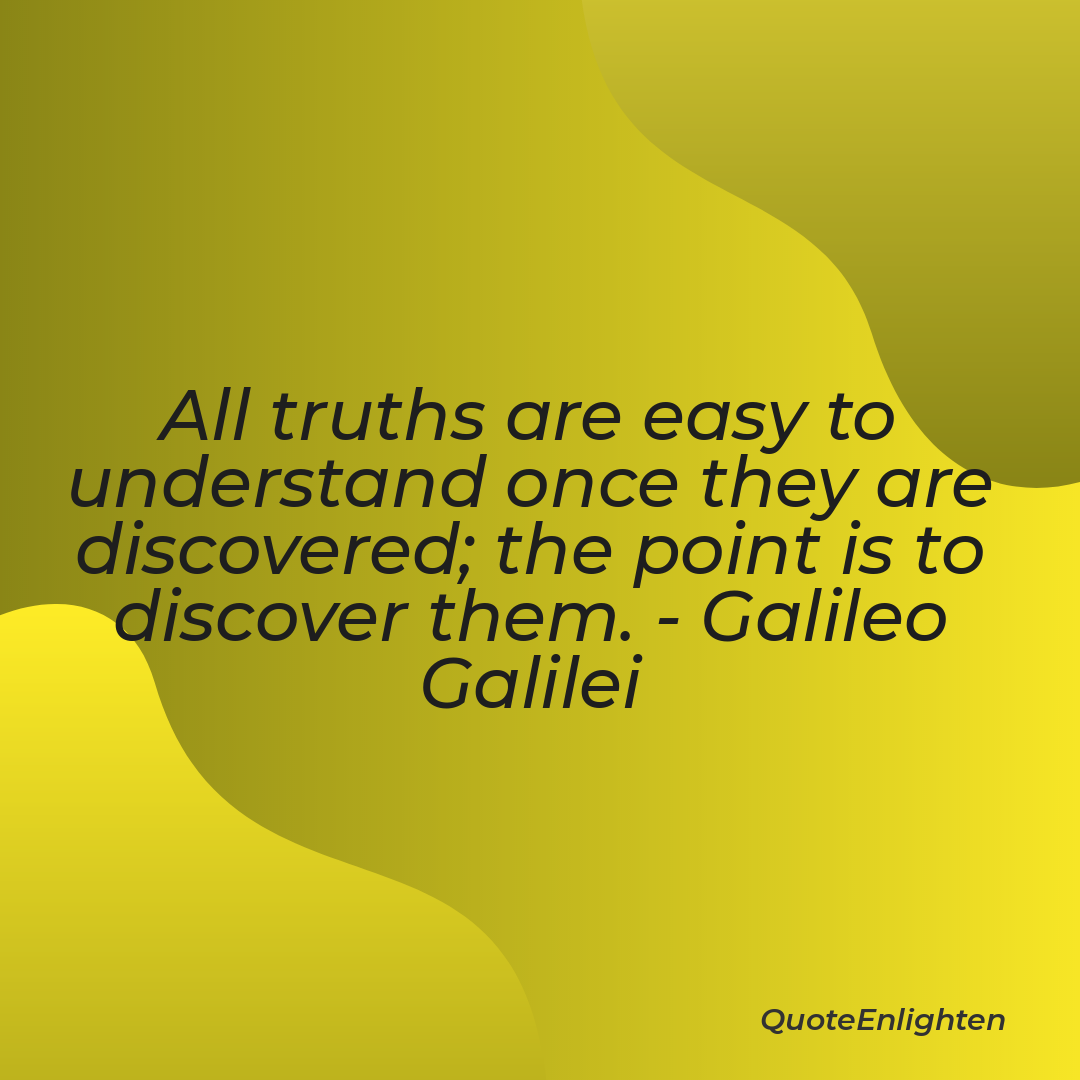 All truths are easy to
understand once they are
discovered; the point is to
discover them. - Galileo
Galilei
QuoteEnlighten